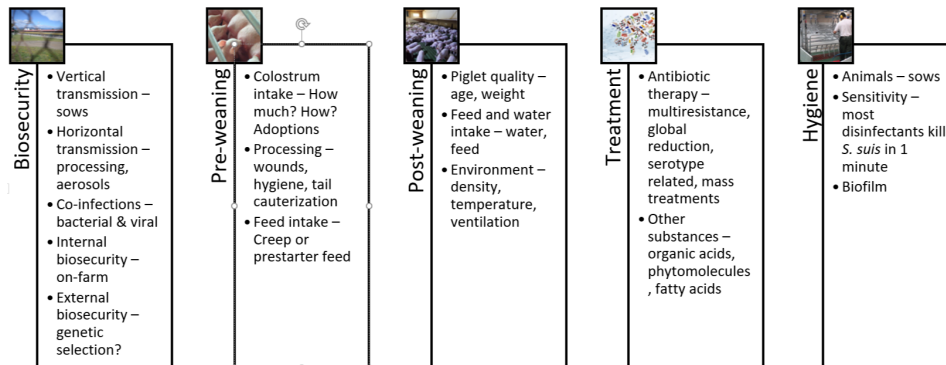 Biosecurity
• Vertical
transmission –
sows
• Horizontal
transmission –
processing,
aerosols
• Co-infections –
bacterial & viral
• Internal
biosecurity –
on-farm
• External
biosecurity –
genetic
selection?
Pre-weaning
• Colostrum
intake – How
much? How?
Adoptions
• Processing –
wounds,
hygiene, tail
cauterization
• Feed intake –
Creep or
prestarter feed
Post-weaning
• Piglet quality –
age, weight
• Feed and water
intake – water,
feed
• Environment –
density,
temperature,
ventilation
Treatment
• Antibiotic
therapy –
multiresistance,
global
reduction,
serotype
related, mass
treatments
• Other
substances –
organic acids,
phytomolecules
, fatty acids
Hygiene
• Animals – sows
• Sensitivity –
most
disinfectants kill
S. suis in 1
minute
• Biofilm